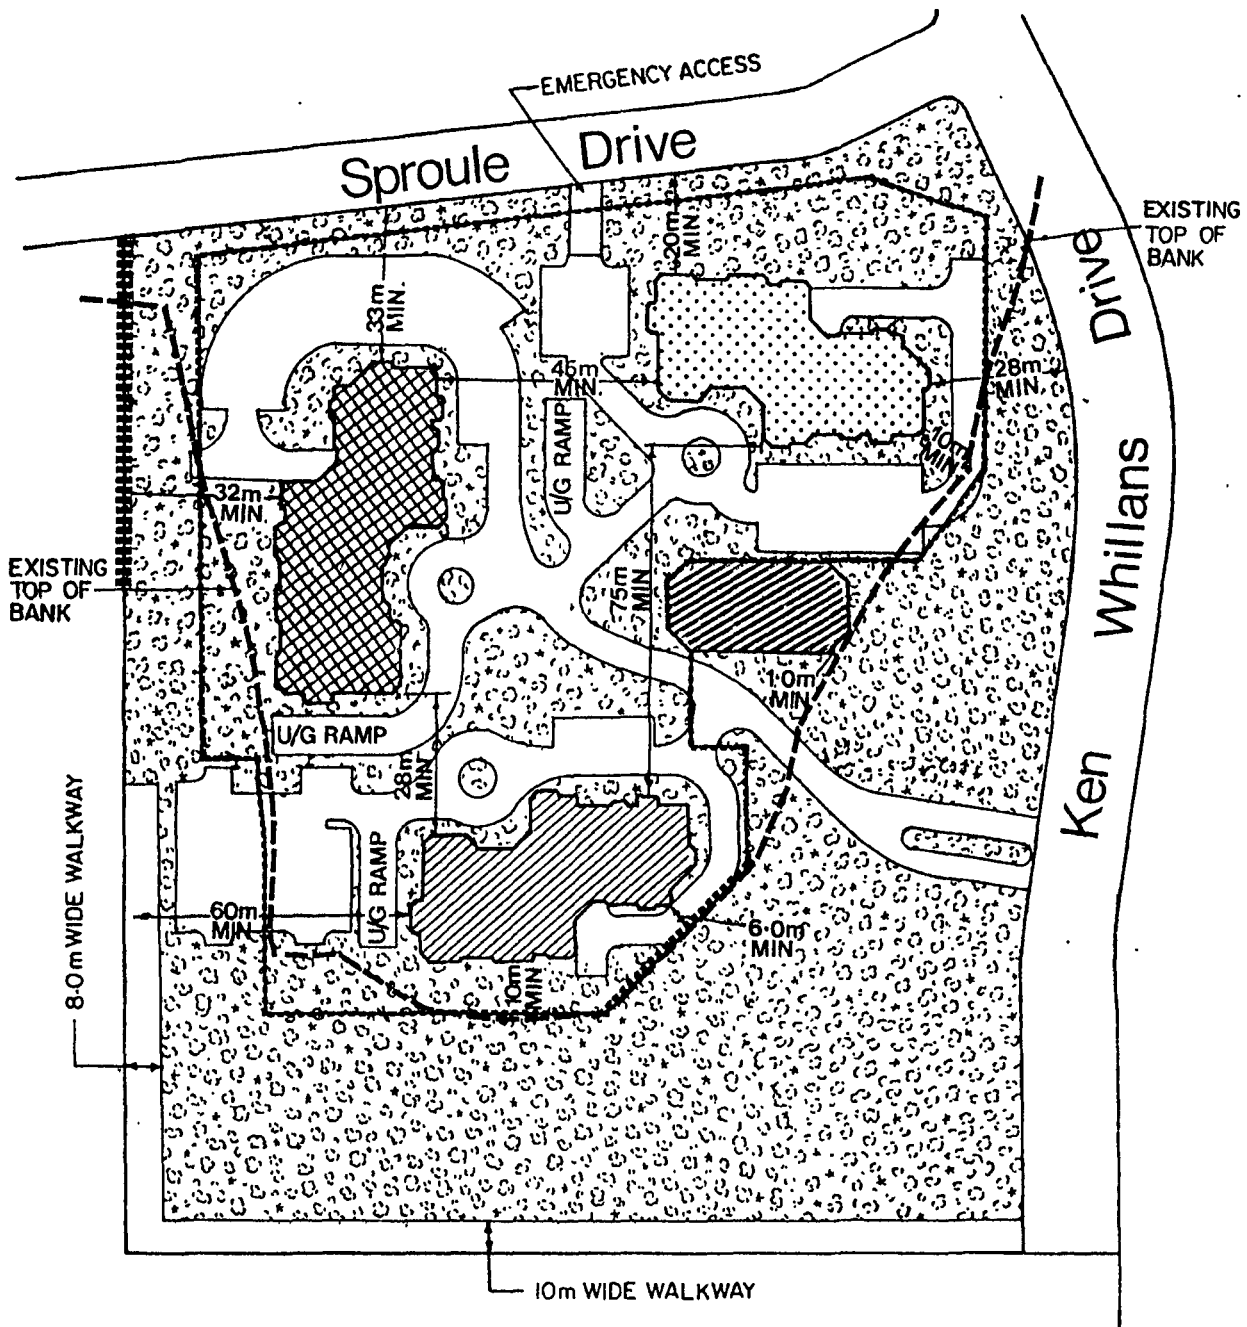 EMERGENCY ACCESS
Sproule Drive
EXISTING
TOP OF
BANK
20m
MIN.
33m
MIN.
45m
MIN
28m
MIN
10m
MIN
U/G RAMP
32m
MIN
EXISTING
TOP OF
BANK
75m
MIN
1.0m
MIN
U/G RAMP
28m
MIN
Ken Whillans Drive
8.0m WIDE WALKWAY
U/G RAMP
60m
MIN
6.0m
MIN
10m
MIN
10m WIDE WALKWAY